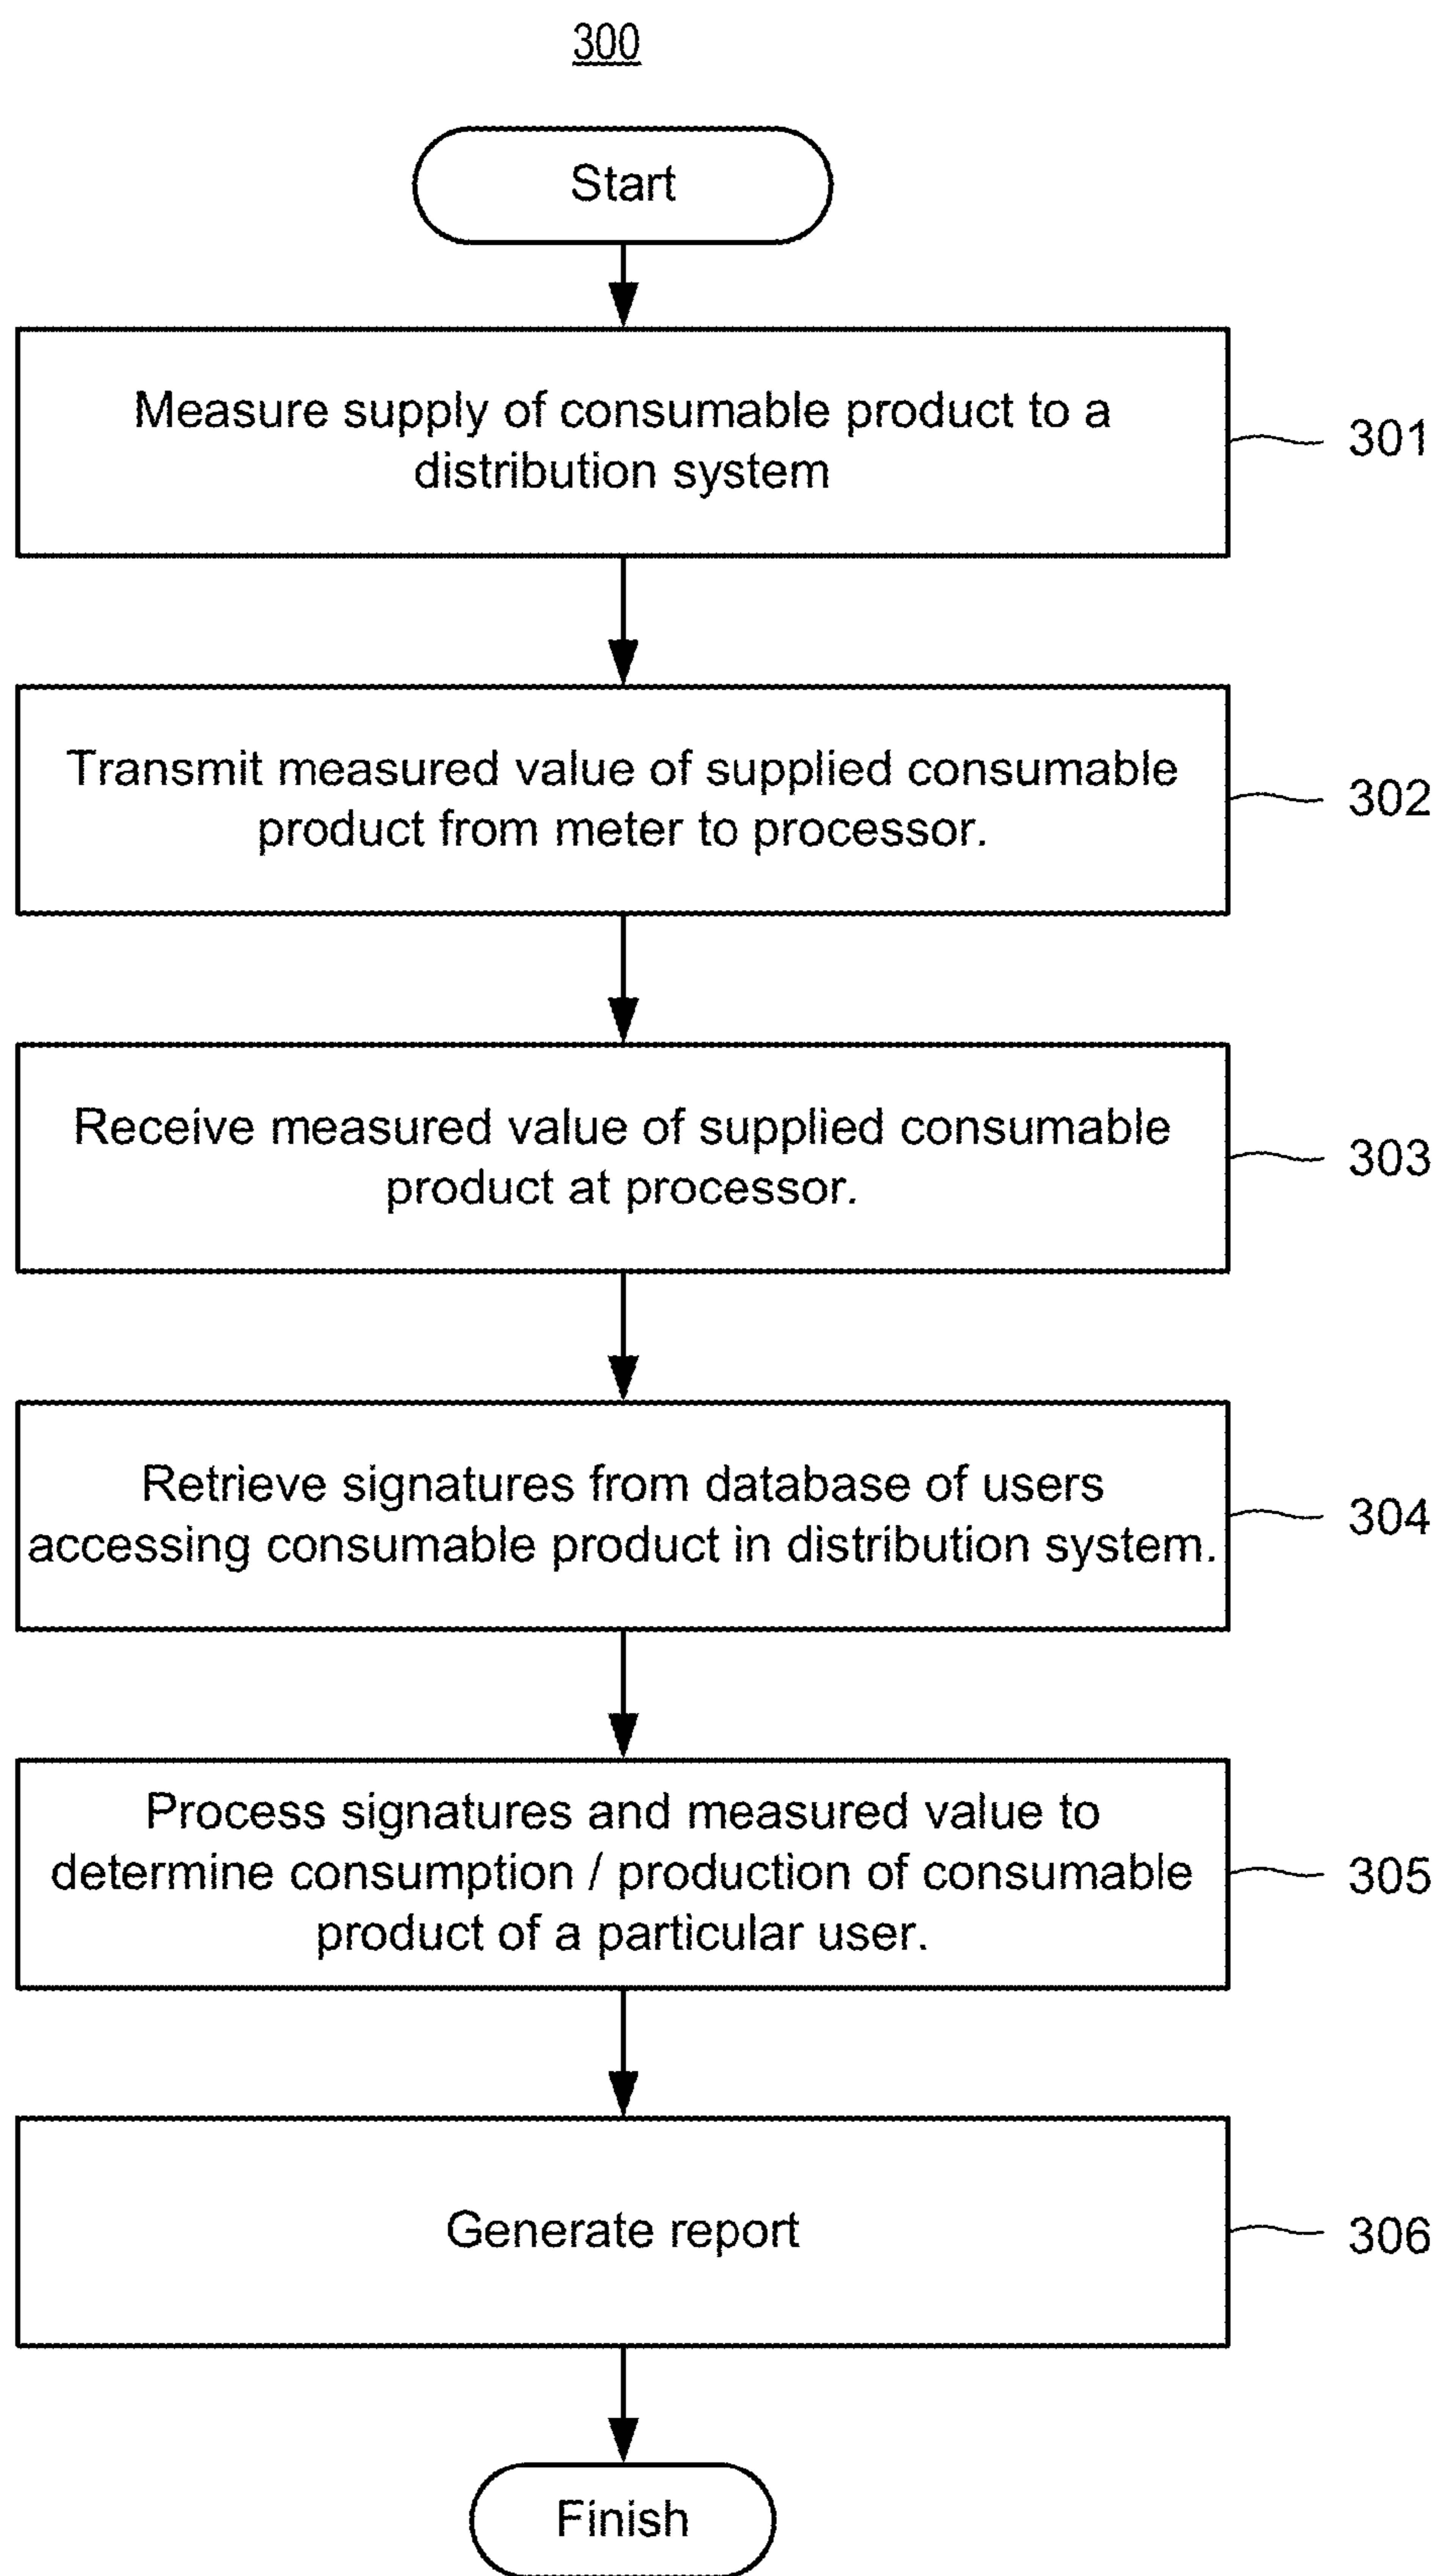 300
Start
Measure supply of consumable product to a
distribution system
301
Transmit measured value of supplied consumable
product from meter to processor.
302
Receive measured value of supplied consumable
product at processor.
303
Retrieve signatures from database of users
accessing consumable product in distribution system.
304
Process signatures and measured value to
determine consumption / production of consumable
product of a particular user.
305
Generate report
306
Finish